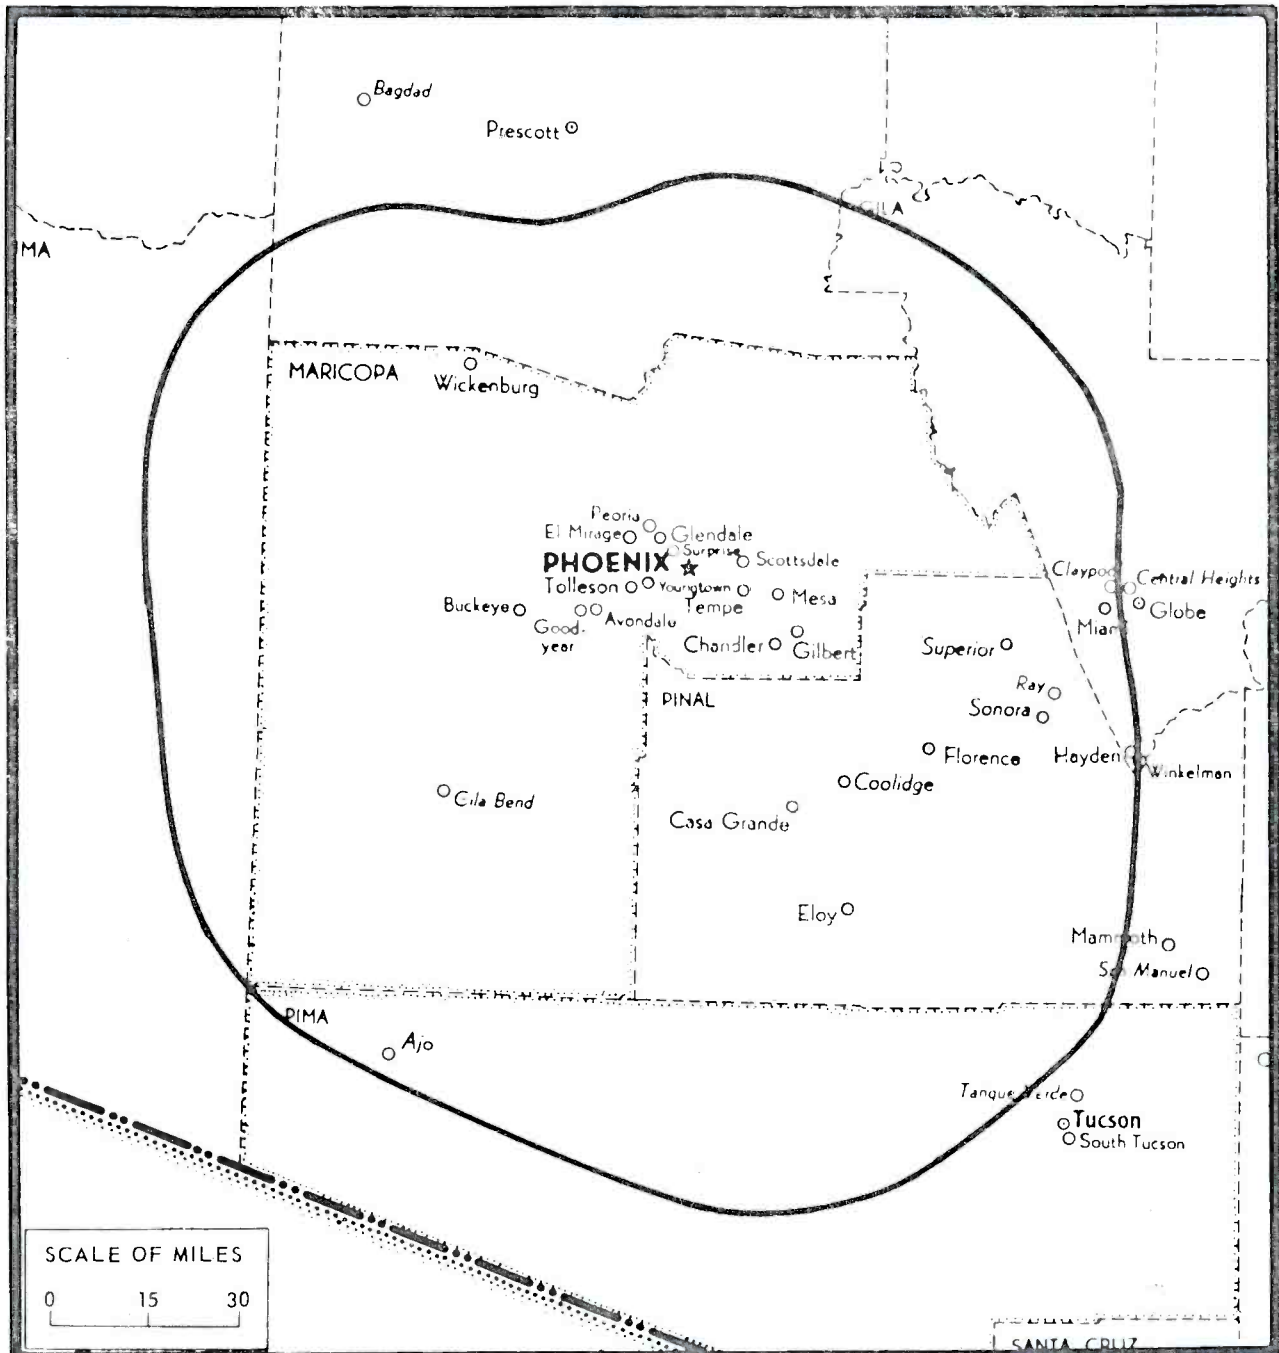 Bagdad
Prescott
GILA
MA
MARICOPA
Wickenburg
Peoria
El Mirage
Glendale
Surprise
PHOENIX
Scottsdale
Tolleson
Youngtown
Tempe
Mesa
Buckeye
Good-
year
Avondale
Chandler
Gilbert
Claypool
Central Heights
Globe
Miami
Superior
Ray
Sonora
PINAL
Florence
Hayden
Winkelman
Coolidge
Casa Grande
Gila Bend
Eloy
Mammoth
San Manuel
PIMA
Ajo
Tanque Verde
Tucson
South Tucson
SCALE OF MILES
0 15 30
SANTA CRUZ